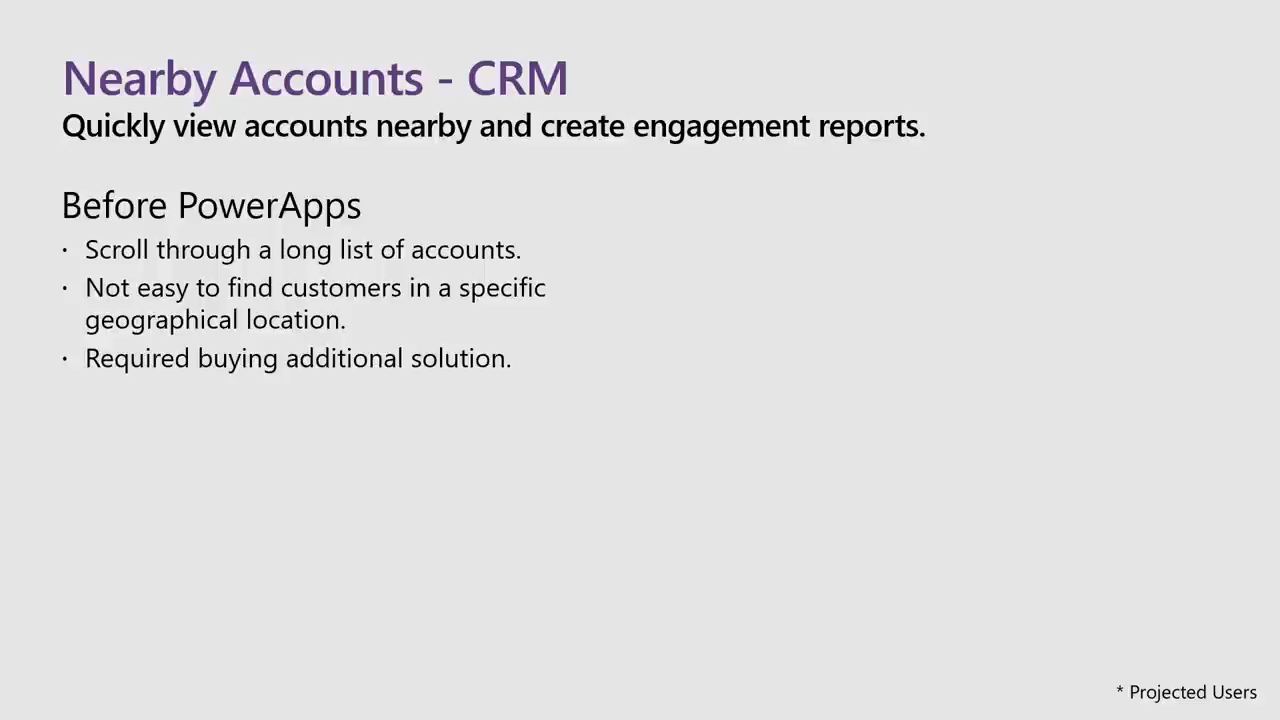 Nearby Accounts - CRM
Quickly view accounts nearby and create engagement reports.
Before PowerApps
· Scroll through a long list of accounts.
· Not easy to find customers in a specific
geographical location.
· Required buying additional solution.
* Projected Users